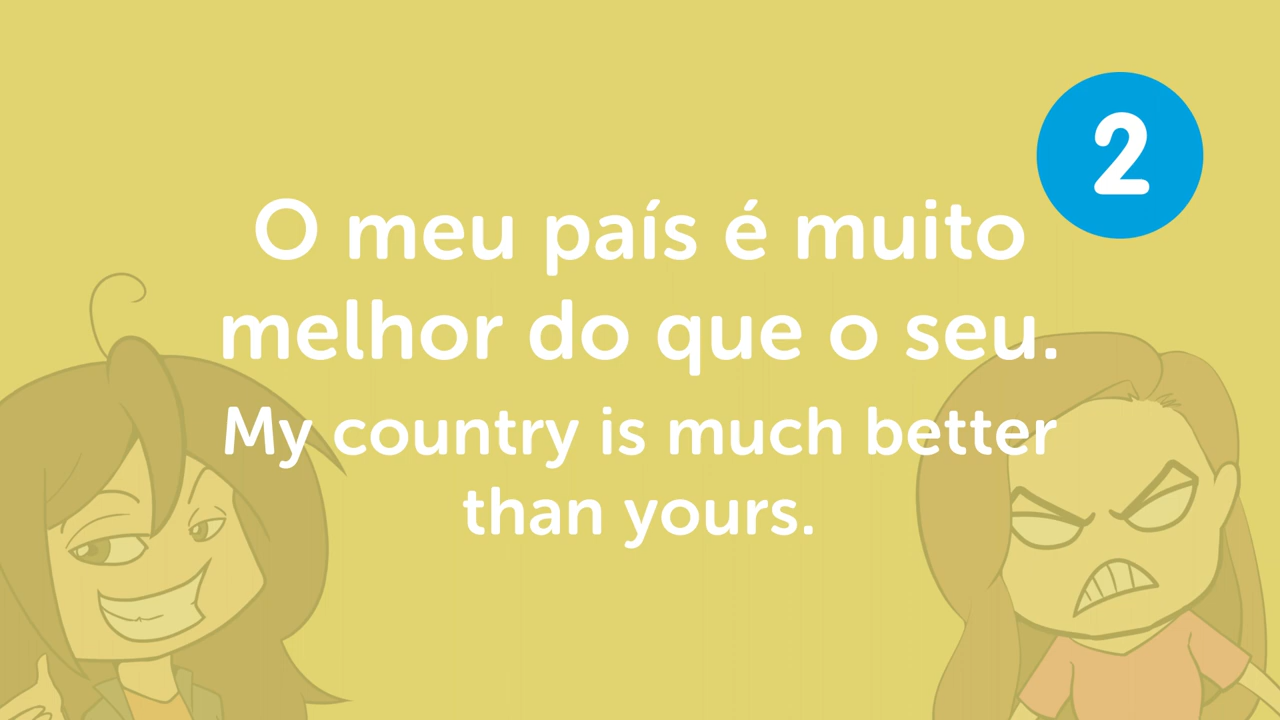 2
O meu país é muito
melhor do que o seu.
My country is much better
than yours.